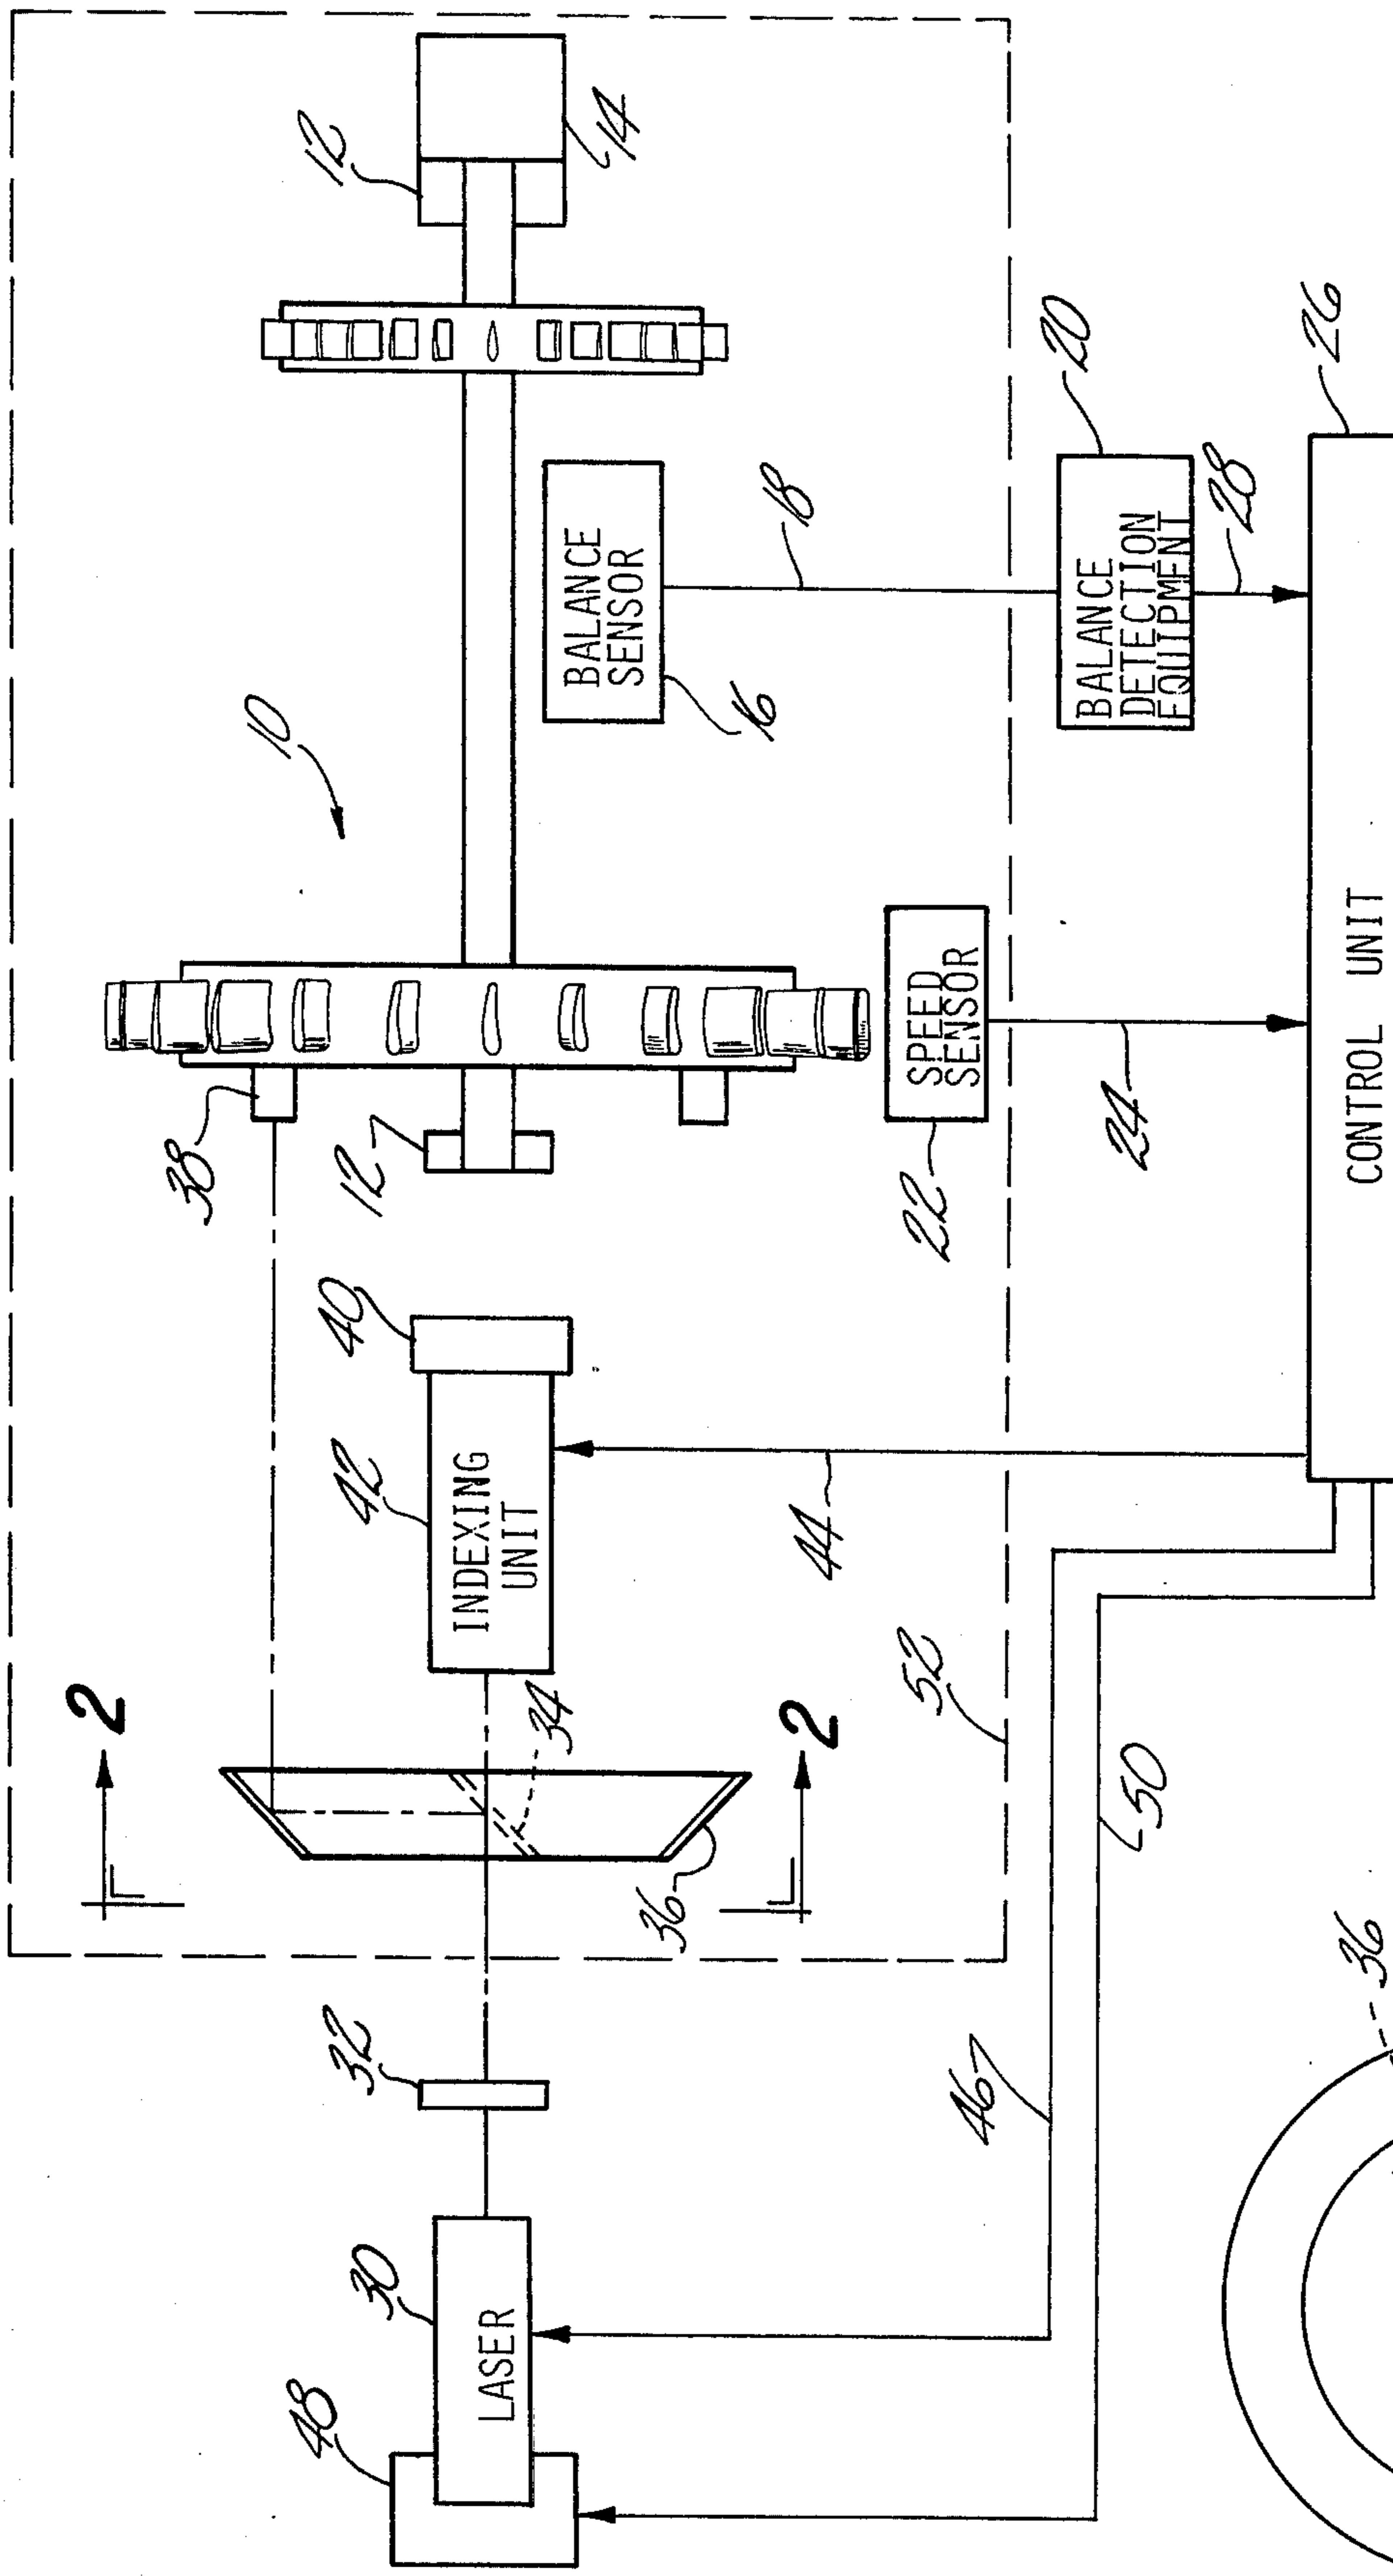 48
30
LASER
32
2
2
36
34
42
INDEXING
UNIT
40
38
12
10
12
14
BALANCE
SENSOR
16
18
SPEED
SENSOR
22
24
BALANCE
DETECTION
EQUIPMENT
20
28
26
CONTROL UNIT
44
52
46
50
36